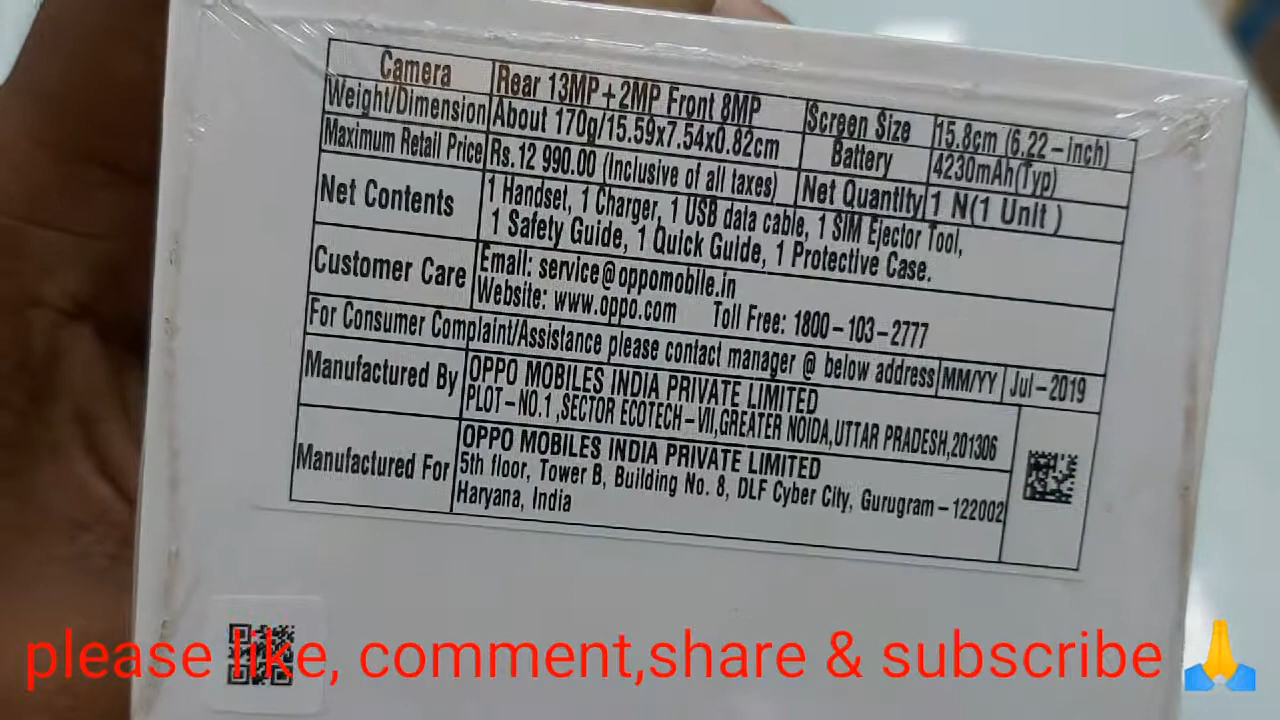 Camera Rear 13MP+2MP Front 8MP Screen Size 15.8cm (6.22-inch)
Weight/Dimension About 170g/15.59x7.54x0.82cm Battery 4230mAh(Typ)
Maximum Retail Price Rs.12 990.00 (Inclusive of all taxes) Net Quantity 1 N(1 Unit )
Net Contents 1 Handset, 1 Charger, 1 USB data cable, 1 SIM Ejector Tool,
1 Safety Guide, 1 Quick Guide, 1 Protective Case.
Customer Care Email: service@oppomobile.in
Website: www.oppo.com Toll Free: 1800-103-2777
For Consumer Complaint/Assistance please contact manager @ below address MM/YY Jul-2019
Manufactured By OPPO MOBILES INDIA PRIVATE LIMITED
PLOT-NO.1 ,SECTOR ECOTECH-VII,GREATER NOIDA,UTTAR PRADESH,201306
Manufactured For OPPO MOBILES INDIA PRIVATE LIMITED
5th floor, Tower B, Building No. 8, DLF Cyber City, Gurugram-122002
Haryana, India
please like, comment,share & subscribe 🙏